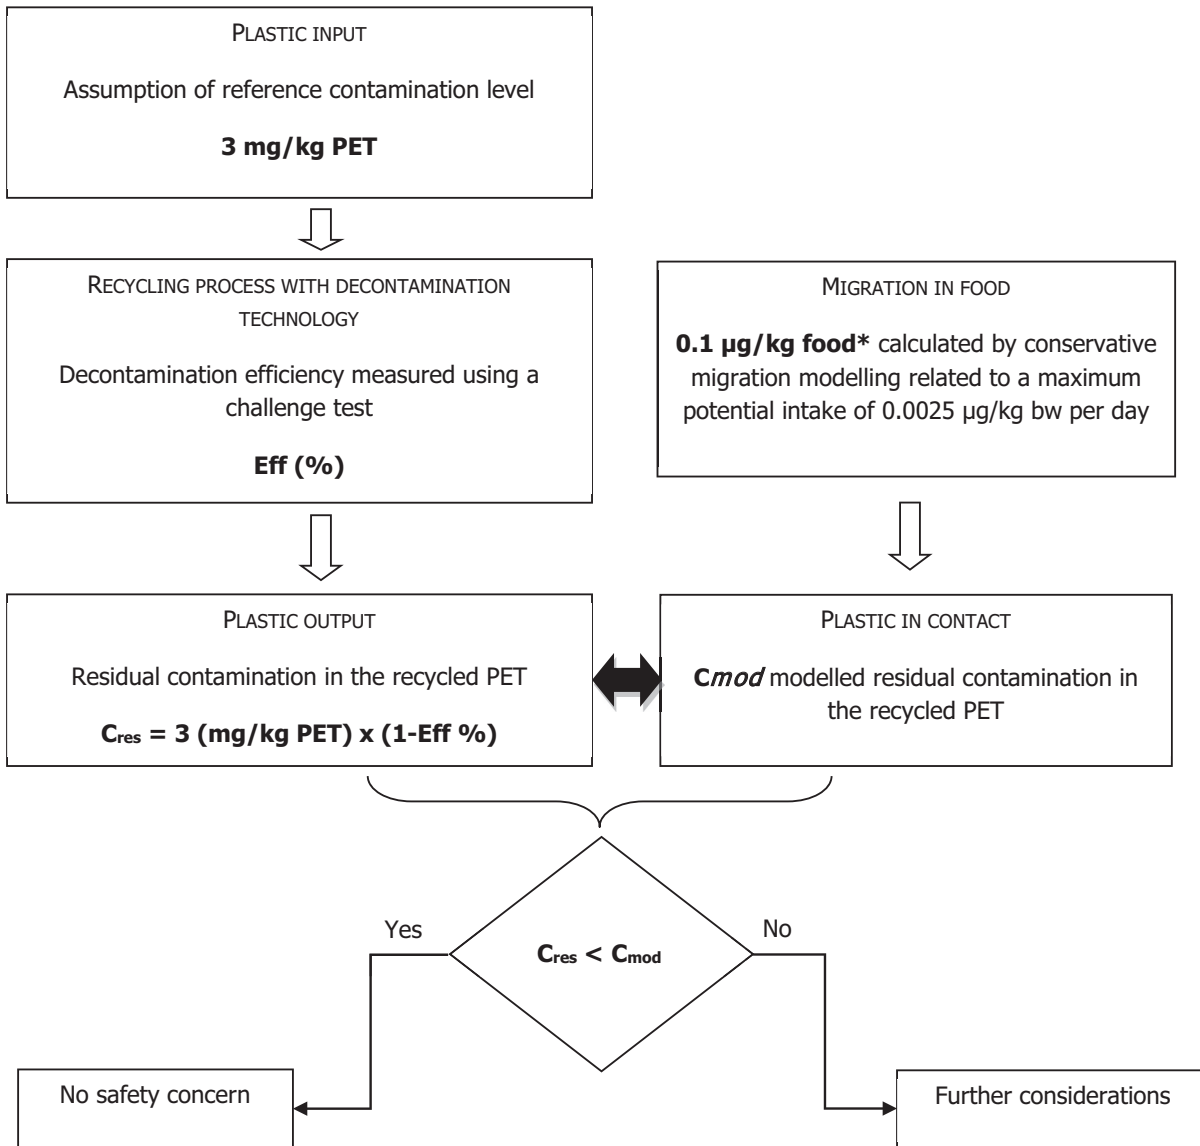 PLASTIC INPUT
Assumption of reference contamination level
3 mg/kg PET
RECYCLING PROCESS WITH DECONTAMINATION
TECHNOLOGY
Decontamination efficiency measured using a
challenge test
Eff (%)
MIGRATION IN FOOD
0.1 µg/kg food* calculated by conservative
migration modelling related to a maximum
potential intake of 0.0025 µg/kg bw per day
PLASTIC OUTPUT
Residual contamination in the recycled PET
Cres = 3 (mg/kg PET) x (1-Eff %)
PLASTIC IN CONTACT
Cmod modelled residual contamination in
the recycled PET
Yes
No
Cres < Cmod
No safety concern
Further considerations